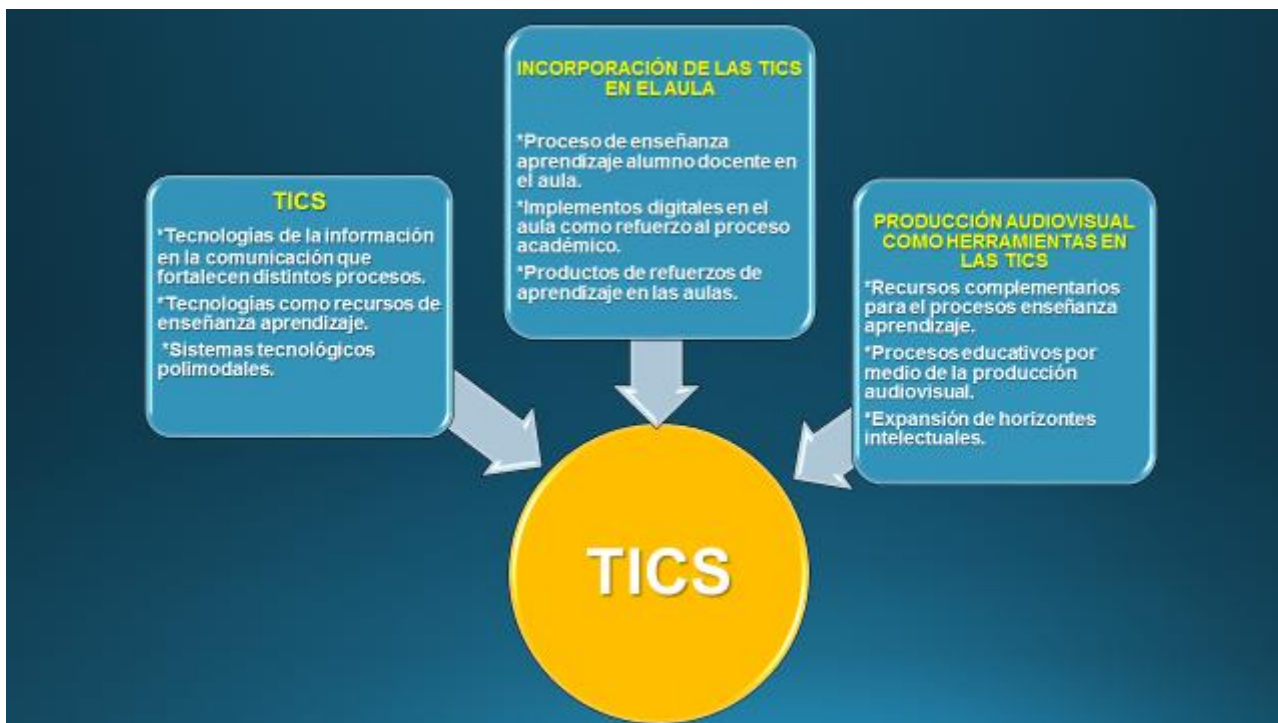 TICS
*Tecnologías de la información
en la comunicación que
fortalecen distintos procesos.
*Tecnologías como recursos de
enseñanza aprendizaje.
*Sistemas tecnológicos
polimodales.
INCORPORACIÓN DE LAS TICS
EN EL AULA
*Proceso de enseñanza
aprendizaje alumno docente en
el aula.
*Implementos digitales en el
aula como refuerzo al proceso
académico.
*Productos de refuerzos de
aprendizaje en las aulas.
PRODUCCIÓN AUDIOVISUAL
COMO HERRAMIENTAS EN
LAS TICS
*Recursos complementarios
para el procesos enseñanza
aprendizaje.
*Procesos educativos por
medio de la producción
audiovisual.
*Expansión de horizontes
intelectuales.
TICS